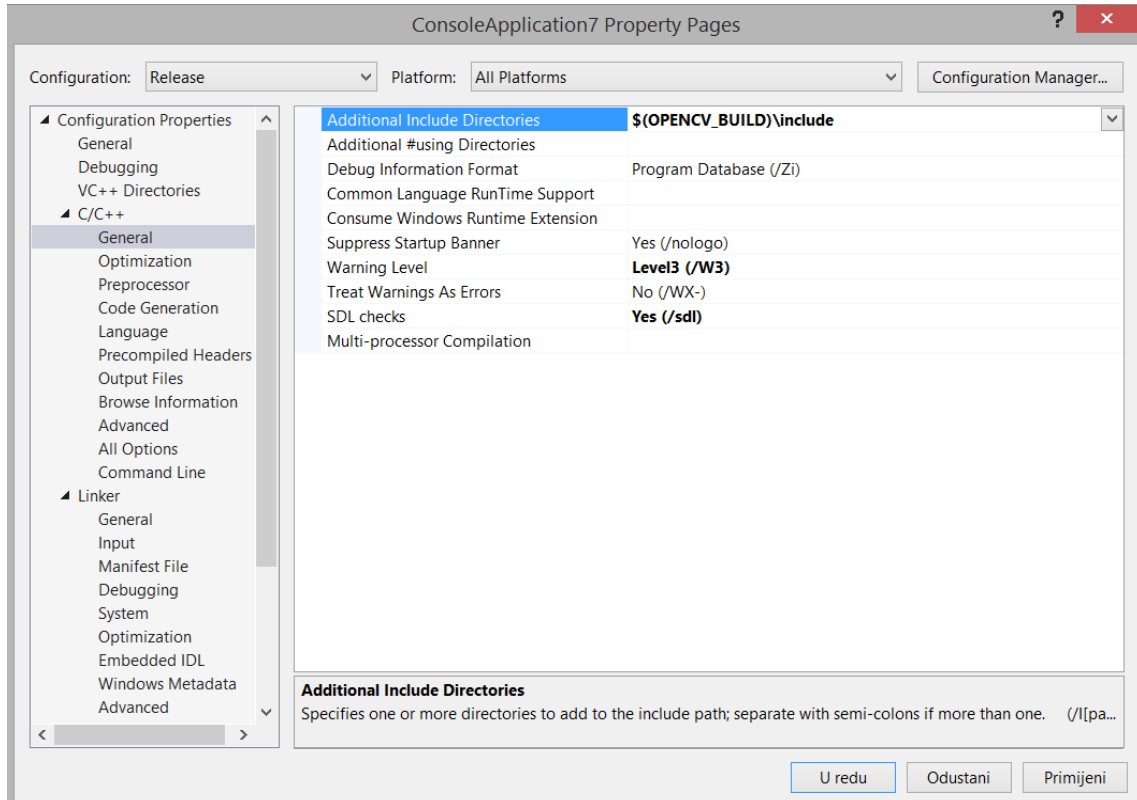 ConsoleApplication7 Property Pages ? ×
Configuration: Release Platform: All Platforms Configuration Manager...
Configuration Properties
General
Debugging
VC++ Directories
C/C++
General
Optimization
Preprocessor
Code Generation
Language
Precompiled Headers
Output Files
Browse Information
Advanced
All Options
Command Line
Linker
General
Input
Manifest File
Debugging
System
Optimization
Embedded IDL
Windows Metadata
Advanced
Additional Include Directories $(OPENCV_BUILD)\include
Additional #using Directories
Debug Information Format Program Database (/Zi)
Common Language RunTime Support
Consume Windows Runtime Extension
Suppress Startup Banner Yes (/nologo)
Warning Level Level3 (/W3)
Treat Warnings As Errors No (/WX-)
SDL checks Yes (/sdl)
Multi-processor Compilation
Additional Include Directories
Specifies one or more directories to add to the include path; separate with semi-colons if more than one. (/I[pa...
U redu Odustani Primijeni